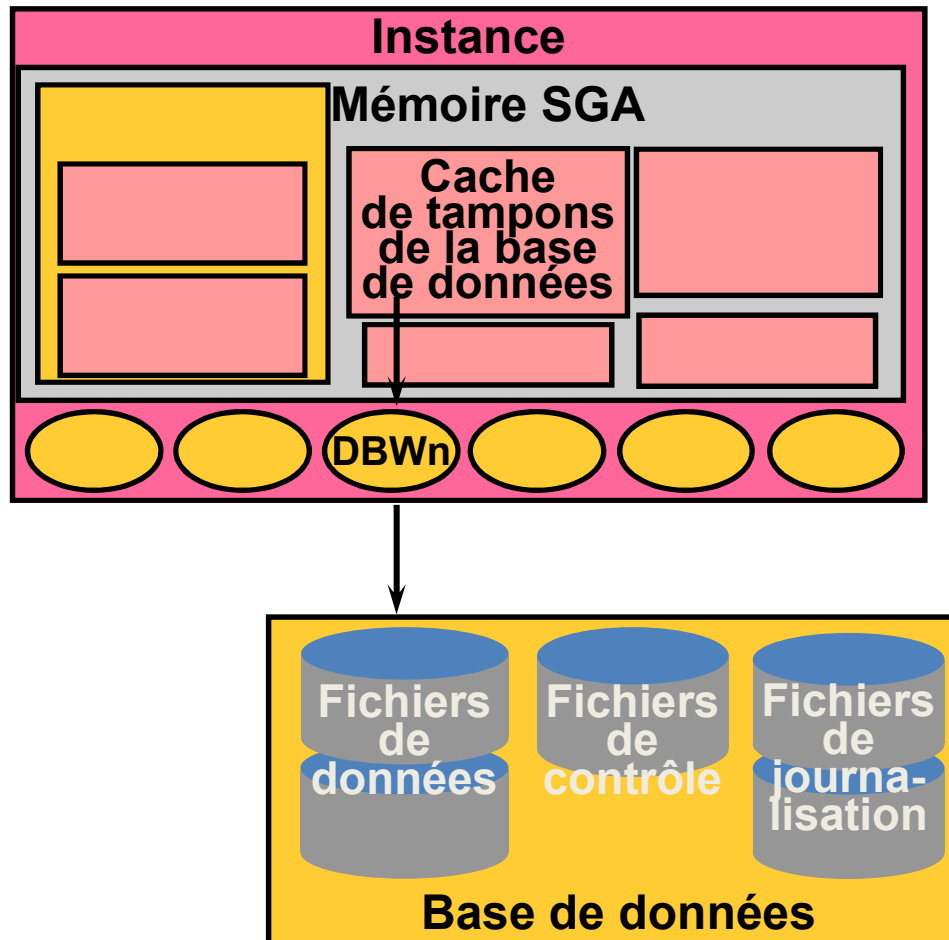 Instance
Mémoire SGA
Cache
de tampons
de la base
de données
DBWn
Fichiers
de
données
Fichiers
de
contrôle
Fichiers
de
journa-
lisation
Base de données